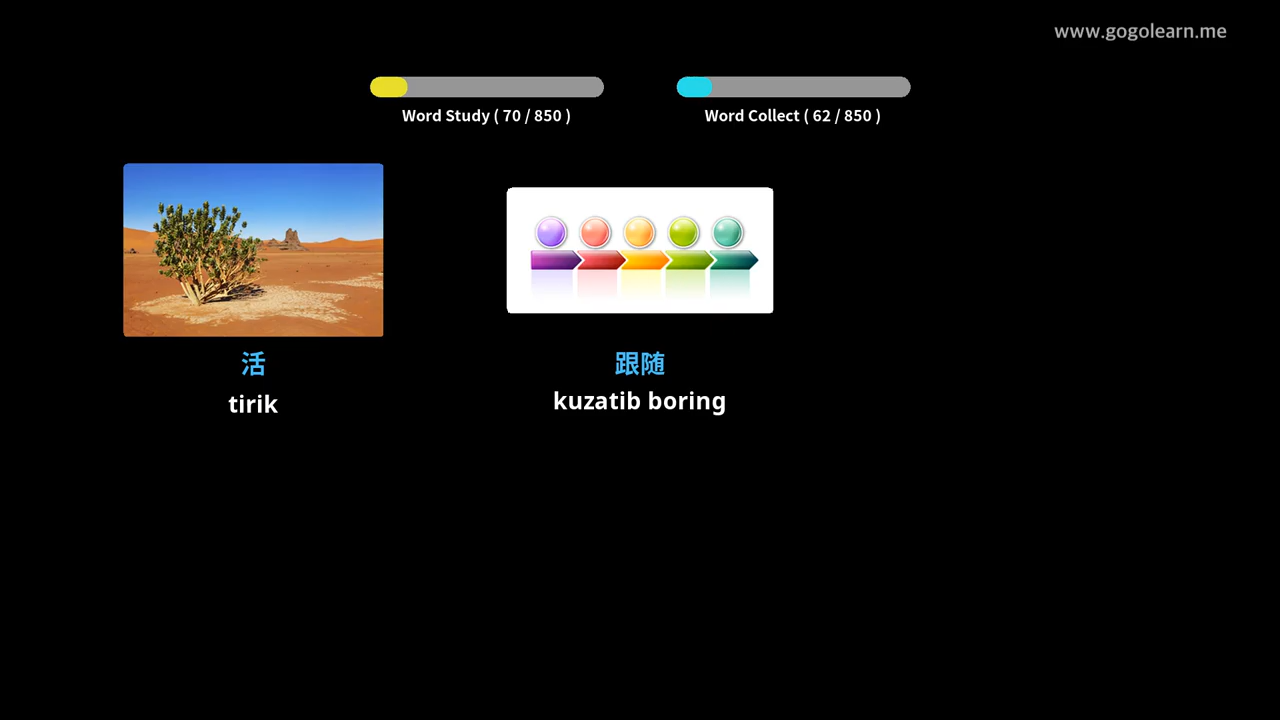 www.gogolearn.me
Word Study ( 70 / 850 )
Word Collect ( 62 / 850 )
活
tirik
跟随
kuzatib boring